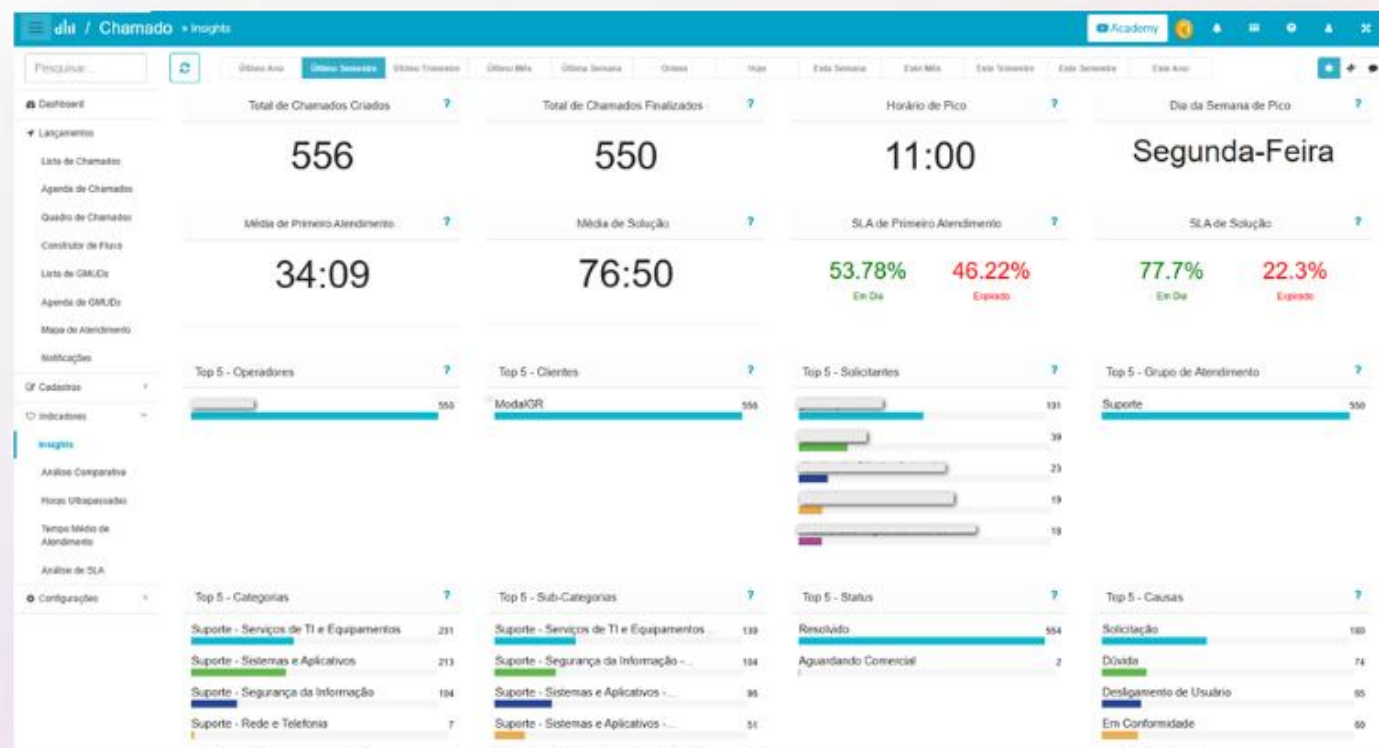 / Chamado » Insights
Academy
Pesquisar...
Último Ano Último Semestre Último Trimestre Último Mês Última Semana Ontem Hoje Esta Semana Este Mês Este Trimestre Este Semestre Este Ano
Dashboard
Lançamentos
Lista de Chamados
Agenda de Chamados
Quadro de Chamados
Construtor de Fluxo
Lista de GMUDs
Agenda de GMUDs
Mapa de Atendimento
Notificações
Cadastros
Indicadores
Insights
Análise Comparativa
Horas Ultrapassadas
Tempo Médio de
Atendimento
Análise de SLA
Configurações
Total de Chamados Criados ?
556
Total de Chamados Finalizados ?
550
Horário de Pico ?
11:00
Dia da Semana de Pico ?
Segunda-Feira
Média de Primeiro Atendimento ?
34:09
Média de Solução ?
76:50
SLA de Primeiro Atendimento ?
53.78% 46.22%
Em Dia Expirado
SLA de Solução ?
77.7% 22.3%
Em Dia Expirado
Top 5 - Operadores ?
550
Top 5 - Clientes ?
ModalGR 556
Top 5 - Solicitantes ?
131
39
23
19
18
Top 5 - Grupo de Atendimento ?
Suporte 550
Top 5 - Categorias ?
Suporte - Serviços de TI e Equipamentos 231
Suporte - Sistemas e Aplicativos 213
Suporte - Segurança da Informação 104
Suporte - Rede e Telefonia 7
Top 5 - Sub-Categorias ?
Suporte - Serviços de TI e Equipamentos ... 139
Suporte - Segurança da Informação -... 104
Suporte - Sistemas e Aplicativos -... 96
Suporte - Sistemas e Aplicativos -... 51
Top 5 - Status ?
Resolvido 554
Aguardando Comercial 2
Top 5 - Causas ?
Solicitação 180
Dúvida 74
Desligamento de Usuário 65
Em Conformidade 60